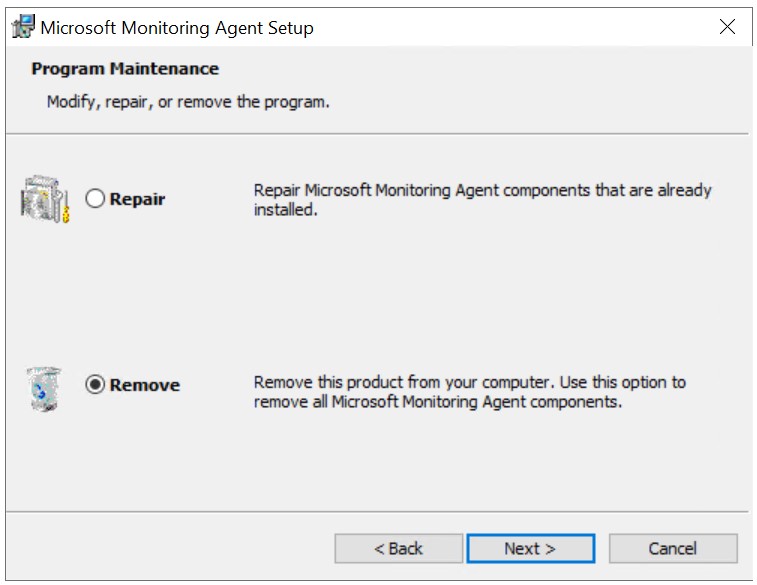 Microsoft Monitoring Agent Setup
Program Maintenance
Modify, repair, or remove the program.
Repair
Repair Microsoft Monitoring Agent components that are already
installed.
Remove
Remove this product from your computer. Use this option to
remove all Microsoft Monitoring Agent components.
< Back
Next >
Cancel